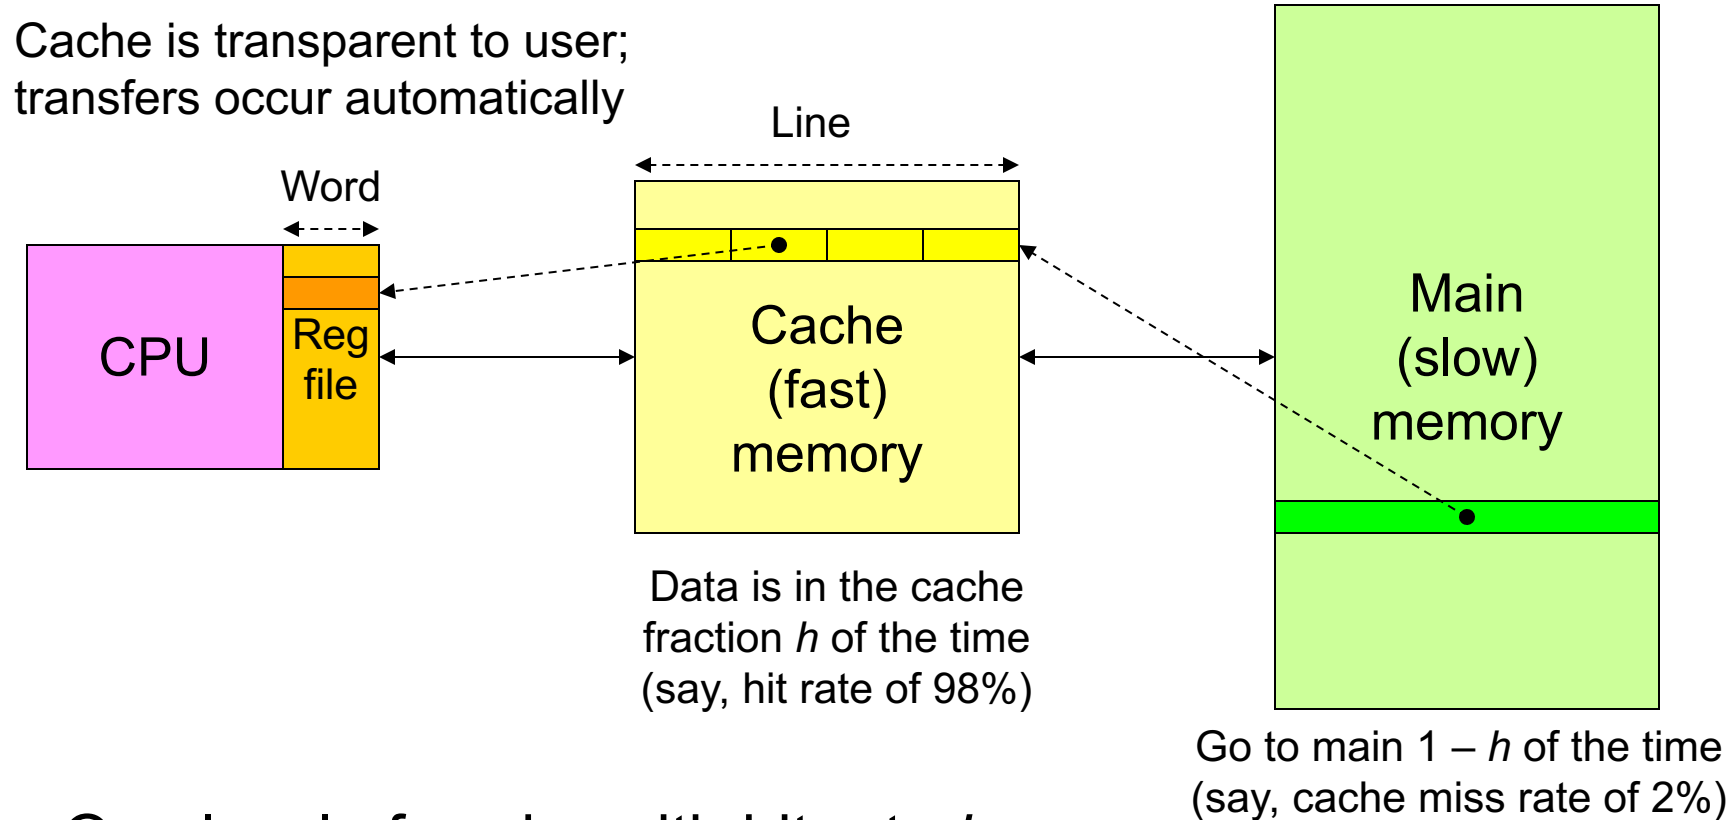 Cache is transparent to user;
transfers occur automatically
Line
Word
CPU
Reg
file
Cache
(fast)
memory
Main
(slow)
memory
Data is in the cache
fraction h of the time
(say, hit rate of 98%)
Go to main 1 – h of the time
(say, cache miss rate of 2%)